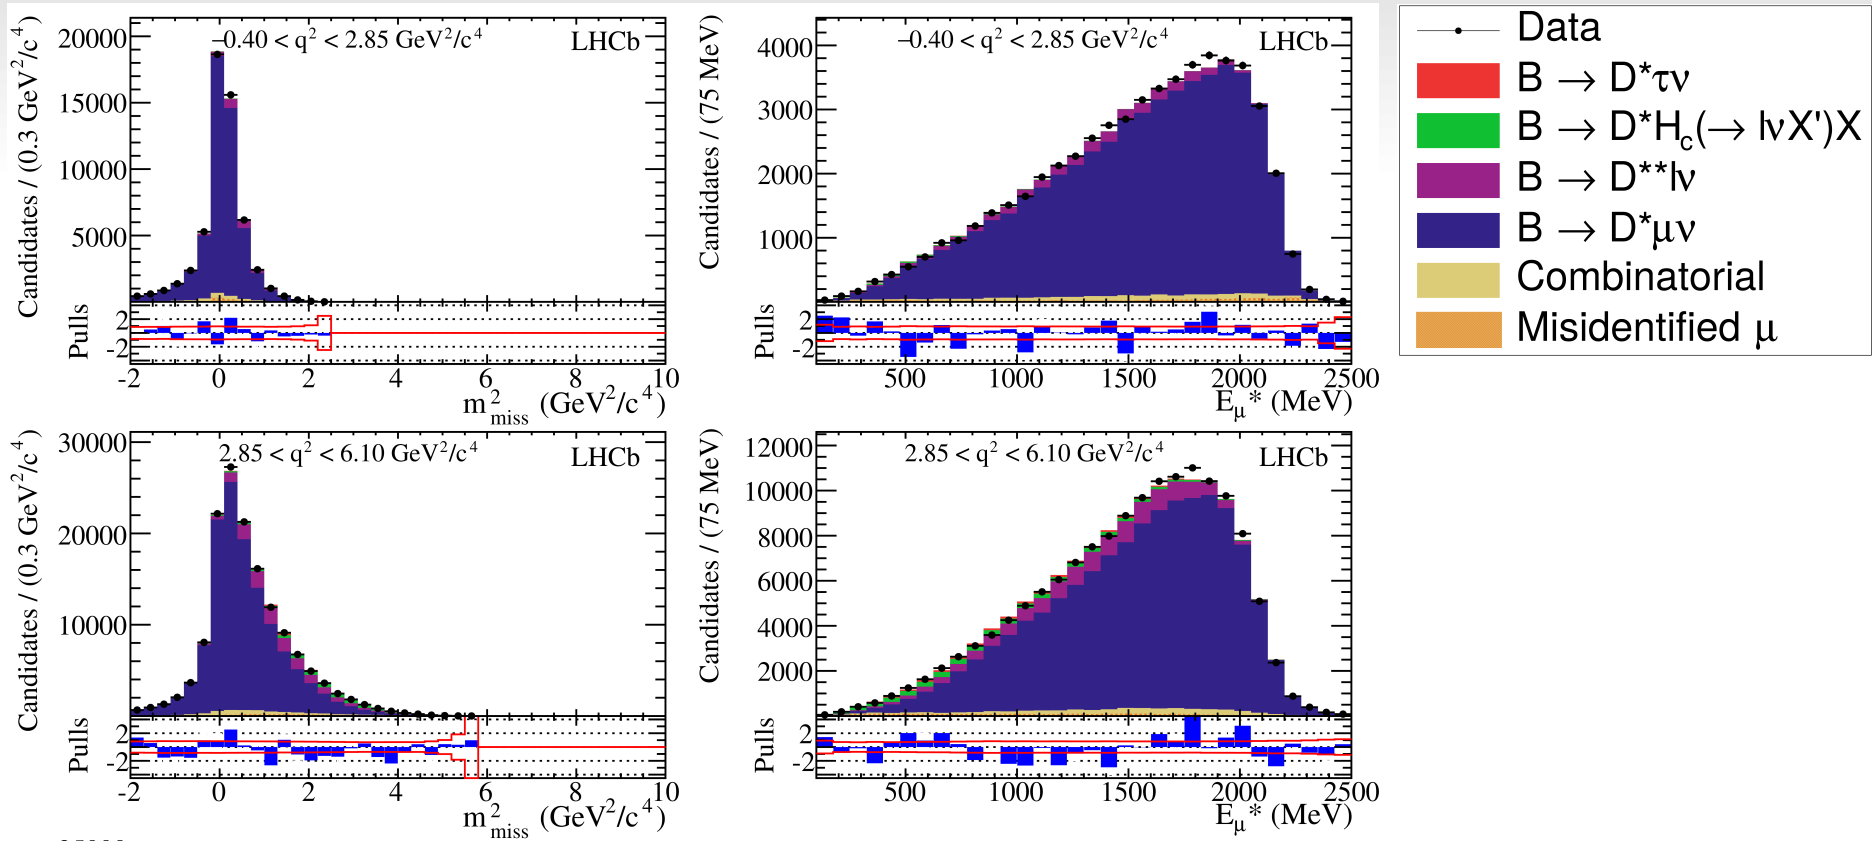 −0.40 < q² < 2.85 GeV²/c⁴
LHCb
Candidates / (0.3 GeV²/c⁴)
20000
15000
10000
5000
Pulls
2
-2
-2 0 2 4 6 8 10
m²miss (GeV²/c⁴)
−0.40 < q² < 2.85 GeV²/c⁴
LHCb
Candidates / (75 MeV)
4000
3000
2000
1000
Pulls
2
-2
500 1000 1500 2000 2500
Eμ* (MeV)
Data
B → D*τν
B → D*Hc(→ lνX')X
B → D**lν
B → D*μν
Combinatorial
Misidentified μ
2.85 < q² < 6.10 GeV²/c⁴
LHCb
Candidates / (0.3 GeV²/c⁴)
30000
20000
10000
Pulls
2
-2
-2 0 2 4 6 8 10
m²miss (GeV²/c⁴)
2.85 < q² < 6.10 GeV²/c⁴
LHCb
Candidates / (75 MeV)
12000
10000
8000
6000
4000
2000
Pulls
2
-2
500 1000 1500 2000 2500
Eμ* (MeV)